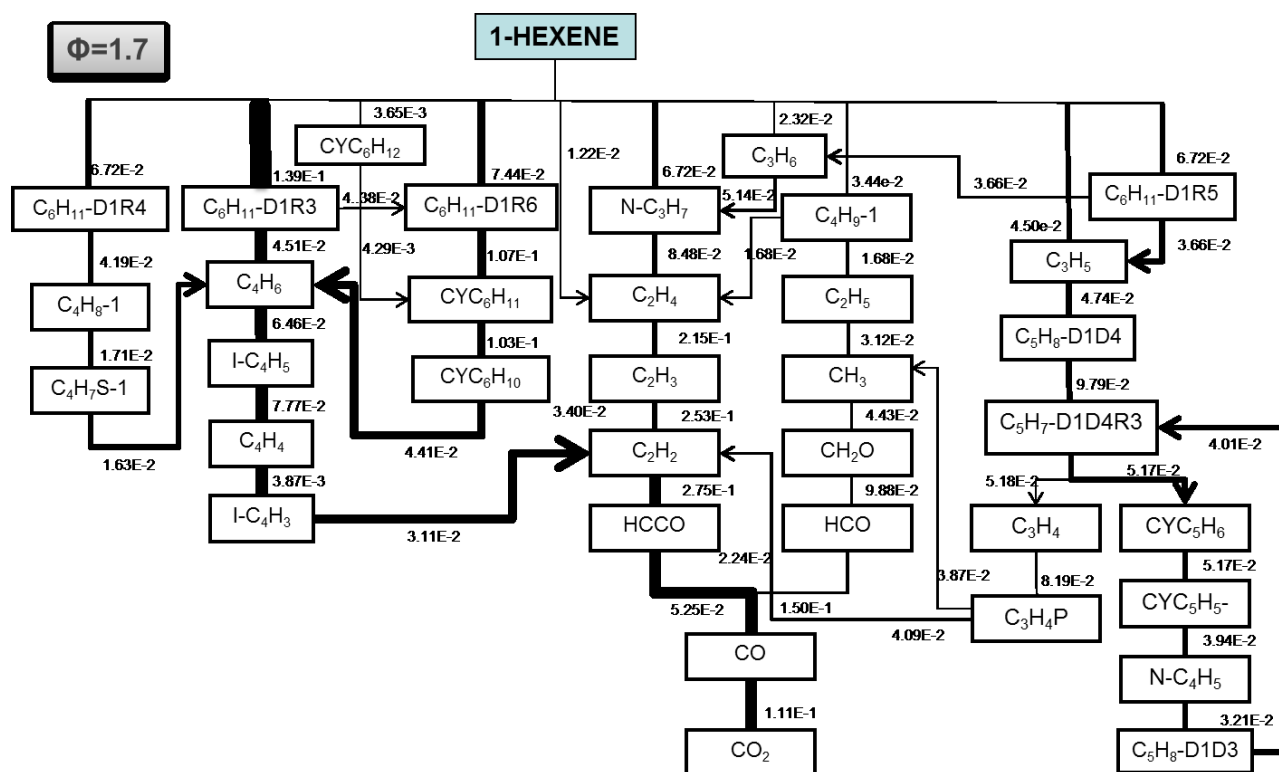 1-HEXENE
Φ=1.7
3.65E-3
2.32E-2
CYC₆H₁₂
C₃H₆
1.22E-2
6.72E-2
1.39E-1
7.44E-2
6.72E-2
3.44e-2
6.72E-2
3.66E-2
C₆H₁₁-D1R4
C₆H₁₁-D1R3
4.38E-2
C₆H₁₁-D1R6
N-C₃H₇
5.14E-2
C₄H₉-1
C₆H₁₁-D1R5
4.50e-2
4.51E-2
4.29E-3
1.07E-1
8.48E-2
1.68E-2
1.68E-2
3.66E-2
4.19E-2
C₃H₅
C₄H₈-1
C₄H₆
CYC₆H₁₁
C₂H₄
C₂H₅
4.74E-2
6.46E-2
1.03E-1
2.15E-1
3.12E-2
C₅H₈-D1D4
1.71E-2
I-C₄H₅
CYC₆H₁₀
C₂H₃
CH₃
C₄H₇S-1
9.79E-2
7.77E-2
3.40E-2
2.53E-1
4.43E-2
C₅H₇-D1D4R3
C₄H₄
C₂H₂
CH₂O
4.01E-2
1.63E-2
4.41E-2
5.18E-2
5.17E-2
3.87E-3
2.75E-1
9.88E-2
I-C₄H₃
HCCO
HCO
C₃H₄
CYC₅H₆
3.11E-2
2.24E-2
5.17E-2
3.87E-2
8.19E-2
5.25E-2
1.50E-1
C₃H₄P
CYC₅H₅-
4.09E-2
3.94E-2
CO
N-C₄H₅
1.11E-1
3.21E-2
CO₂
C₅H₈-D1D3